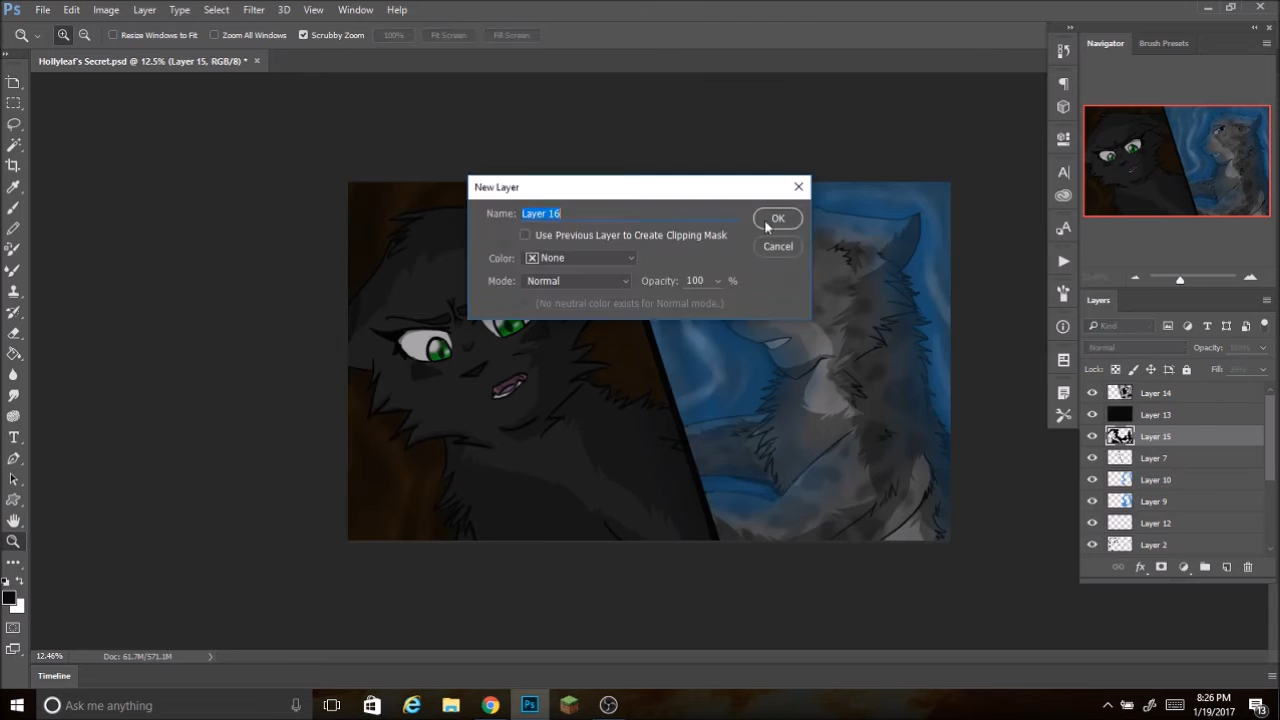 Ps File Edit Image Layer Type Select Filter 3D View Window Help
Resize Windows to Fit Zoom All Windows Scrubby Zoom 100% Fit Screen Fill Screen
Hollyleaf's Secret.psd @ 12.5% (Layer 15, RGB/8) *
Navigator Brush Presets
New Layer
Name: Layer 16
OK
Use Previous Layer to Create Clipping Mask
Cancel
Color: None
Mode: Normal Opacity: 100 %
(No neutral color exists for Normal mode.)
Layers
Kind
Normal Opacity:
Lock: Fill:
Layer 14
Layer 13
Layer 15
Layer 7
Layer 10
Layer 9
Layer 12
Layer 2
12.46% Doc: 61.7M/571.1M
Timeline
Ask me anything
Ps
8:26 PM
1/19/2017
13